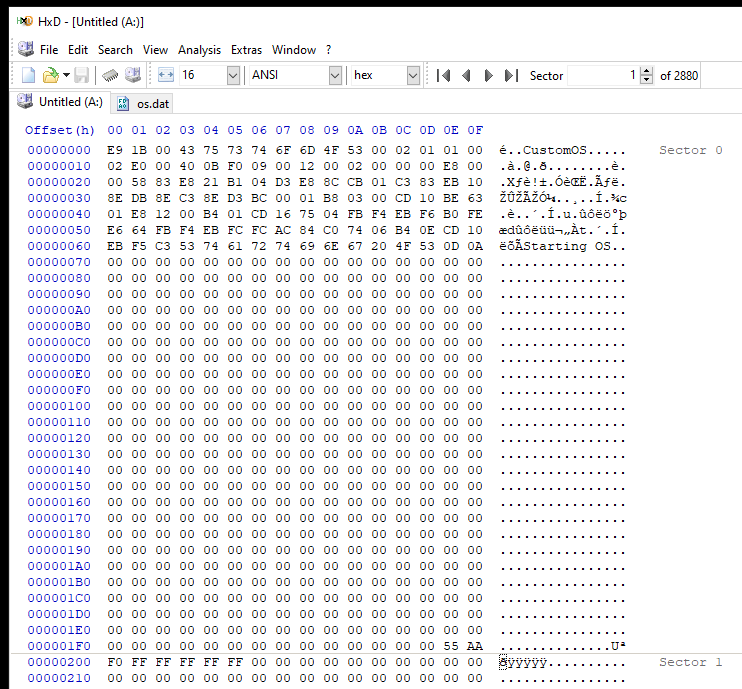 HxD - [Untitled (A:)]
File Edit Search View Analysis Extras Window ?
16 ANSI hex Sector 1 of 2880
Untitled (A:) os.dat
Offset(h) 00 01 02 03 04 05 06 07 08 09 0A 0B 0C 0D 0E 0F
00000000 E9 1B 00 43 75 73 74 6F 6D 4F 53 00 02 01 01 00 é..CustomOS..... Sector 0
00000010 02 E0 00 40 0B F0 09 00 12 00 02 00 00 00 E8 00 .à.@.ð........è.
00000020 00 58 83 E8 21 B1 04 D3 E8 8C CB 01 C3 83 EB 10 .Xƒè!±.ÓèŒË.Ãƒë.
00000030 8E DB 8E C3 8E D3 BC 00 01 B8 03 00 CD 10 BE 63 ŽÛŽÃŽÓ¼..¸..Í.¾c
00000040 01 E8 12 00 B4 01 CD 16 75 04 FB F4 EB F6 B0 FE .è..´.Í.u.ûôëö°þ
00000050 E6 64 FB F4 EB FC FC AC 84 C0 74 06 B4 0E CD 10 ædûôëüü¬„Àt.´.Í.
00000060 EB F5 C3 53 74 61 72 74 69 6E 67 20 4F 53 0D 0A ëõÃStarting OS..
00000070 00 00 00 00 00 00 00 00 00 00 00 00 00 00 00 00 ................
00000080 00 00 00 00 00 00 00 00 00 00 00 00 00 00 00 00 ................
00000090 00 00 00 00 00 00 00 00 00 00 00 00 00 00 00 00 ................
000000A0 00 00 00 00 00 00 00 00 00 00 00 00 00 00 00 00 ................
000000B0 00 00 00 00 00 00 00 00 00 00 00 00 00 00 00 00 ................
000000C0 00 00 00 00 00 00 00 00 00 00 00 00 00 00 00 00 ................
000000D0 00 00 00 00 00 00 00 00 00 00 00 00 00 00 00 00 ................
000000E0 00 00 00 00 00 00 00 00 00 00 00 00 00 00 00 00 ................
000000F0 00 00 00 00 00 00 00 00 00 00 00 00 00 00 00 00 ................
00000100 00 00 00 00 00 00 00 00 00 00 00 00 00 00 00 00 ................
00000110 00 00 00 00 00 00 00 00 00 00 00 00 00 00 00 00 ................
00000120 00 00 00 00 00 00 00 00 00 00 00 00 00 00 00 00 ................
00000130 00 00 00 00 00 00 00 00 00 00 00 00 00 00 00 00 ................
00000140 00 00 00 00 00 00 00 00 00 00 00 00 00 00 00 00 ................
00000150 00 00 00 00 00 00 00 00 00 00 00 00 00 00 00 00 ................
00000160 00 00 00 00 00 00 00 00 00 00 00 00 00 00 00 00 ................
00000170 00 00 00 00 00 00 00 00 00 00 00 00 00 00 00 00 ................
00000180 00 00 00 00 00 00 00 00 00 00 00 00 00 00 00 00 ................
00000190 00 00 00 00 00 00 00 00 00 00 00 00 00 00 00 00 ................
000001A0 00 00 00 00 00 00 00 00 00 00 00 00 00 00 00 00 ................
000001B0 00 00 00 00 00 00 00 00 00 00 00 00 00 00 00 00 ................
000001C0 00 00 00 00 00 00 00 00 00 00 00 00 00 00 00 00 ................
000001D0 00 00 00 00 00 00 00 00 00 00 00 00 00 00 00 00 ................
000001E0 00 00 00 00 00 00 00 00 00 00 00 00 00 00 00 00 ................
000001F0 00 00 00 00 00 00 00 00 00 00 00 00 00 00 55 AA ..............Uª
00000200 F0 FF FF FF FF FF 00 00 00 00 00 00 00 00 00 00 ðÿÿÿÿÿ.......... Sector 1
00000210 00 00 00 00 00 00 00 00 00 00 00 00 00 00 00 00 ................